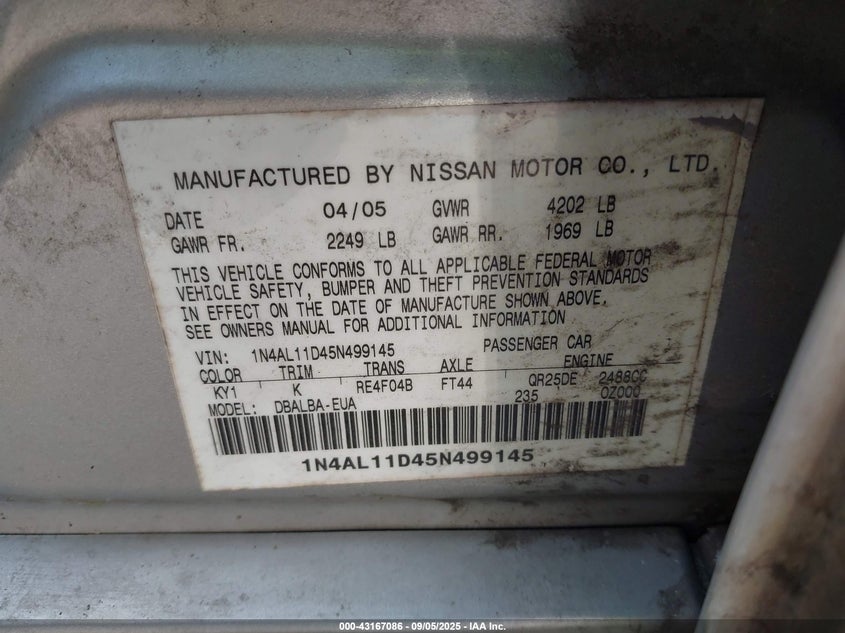 MANUFACTURED BY NISSAN MOTOR CO., LTD.
DATE 04/05 GVWR 4202 LB
GAWR FR. 2249 LB GAWR RR. 1969 LB
THIS VEHICLE CONFORMS TO ALL APPLICABLE FEDERAL MOTOR
VEHICLE SAFETY, BUMPER AND THEFT PREVENTION STANDARDS
IN EFFECT ON THE DATE OF MANUFACTURE SHOWN ABOVE.
SEE OWNERS MANUAL FOR ADDITIONAL INFORMATION
VIN: 1N4AL11D45N499145 PASSENGER CAR
COLOR TRIM TRANS AXLE ENGINE
KY1 K RE4F04B FT44 QR25DE 2488CC
MODEL: DBALBA-EUA 235 0Z000
1N4AL11D45N499145
000-43167086 - 09/05/2025 - IAA Inc.